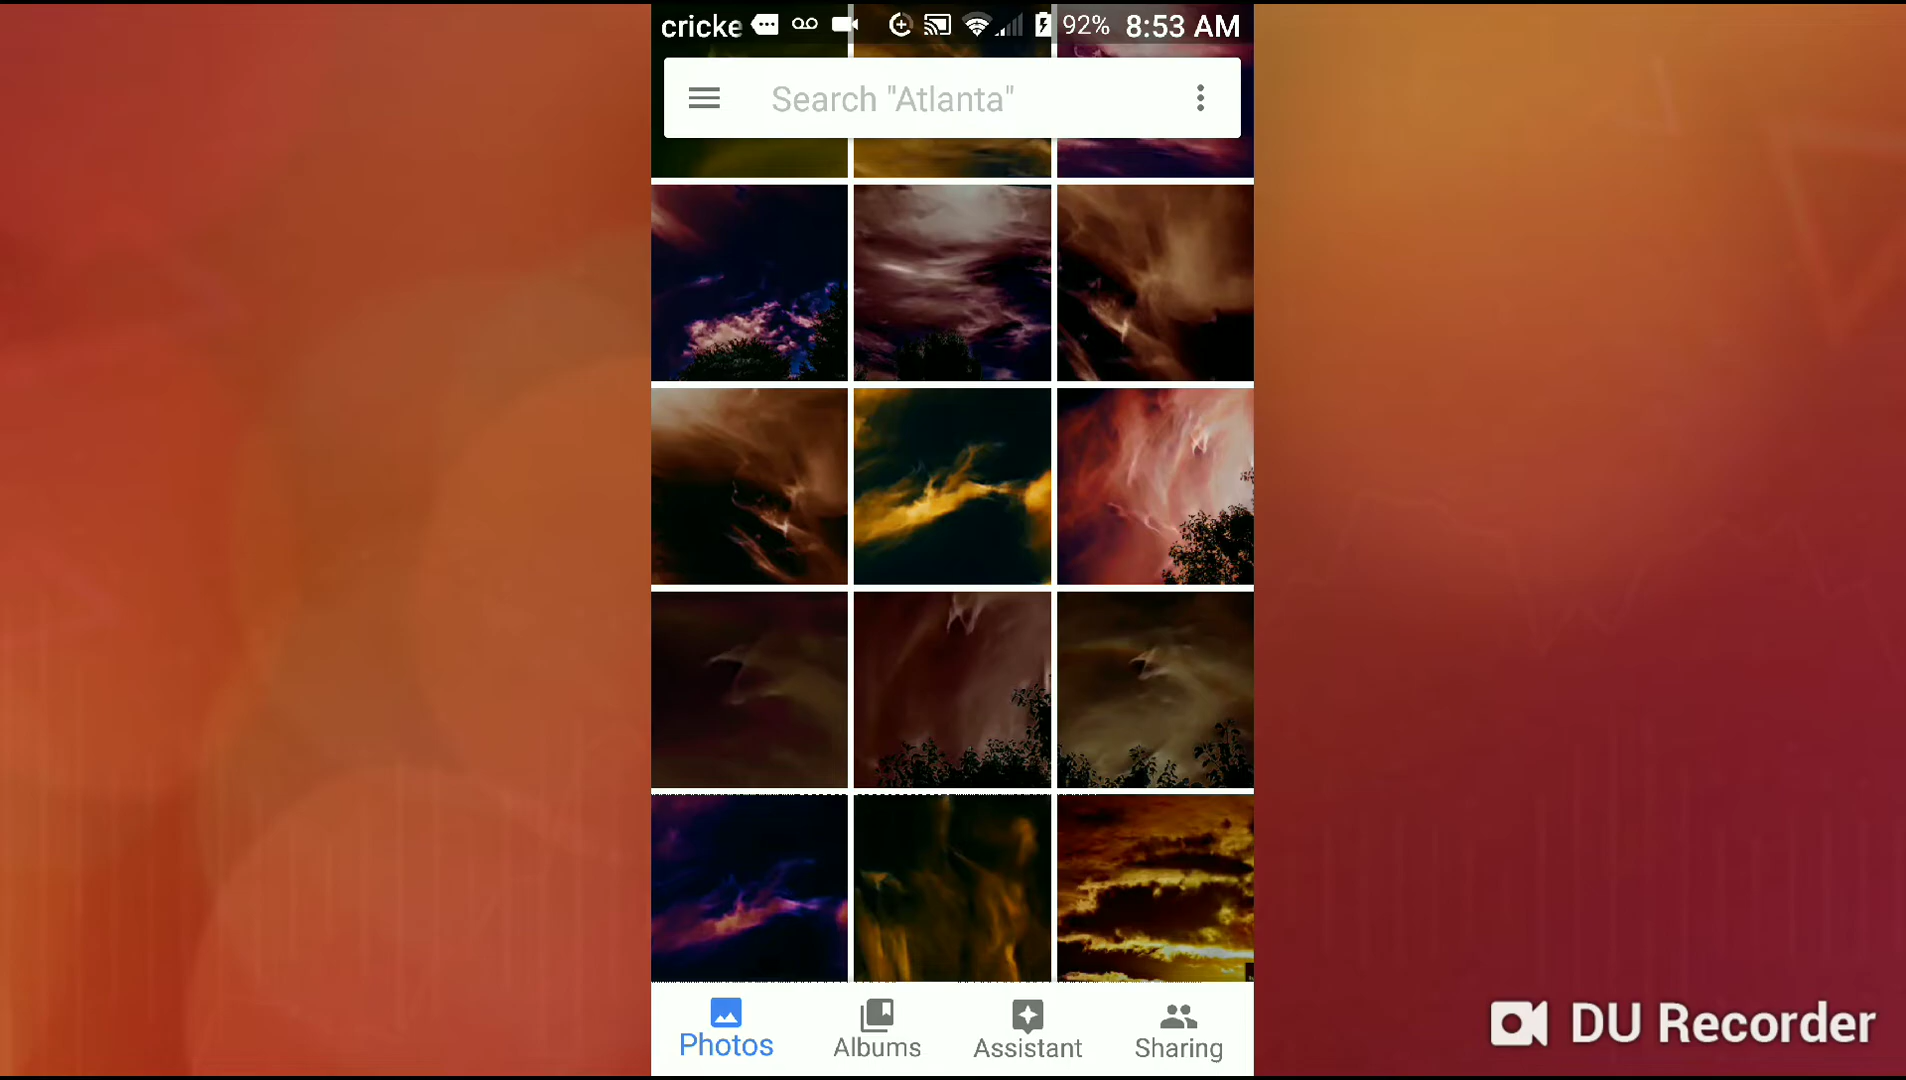 cricke 92% 8:53 AM
Search "Atlanta"
Photos Albums Assistant Sharing
DU Recorder